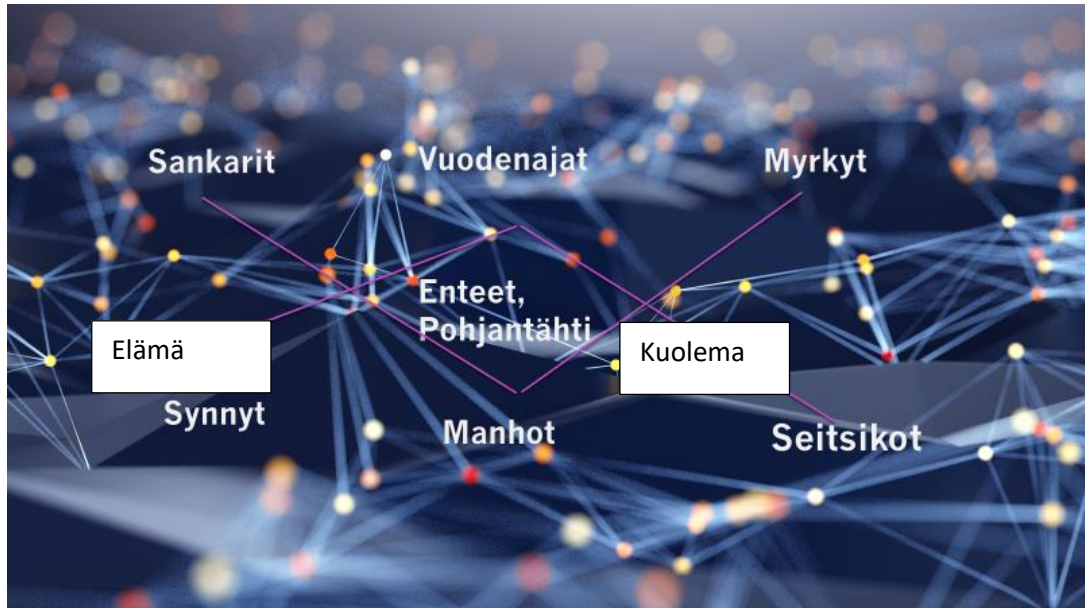 Sankarit
Vuodenajat
Myrkyt
Enteet,
Pohjantähti
Elämä
Kuolema
Synnyt
Manhot
Seitsikot